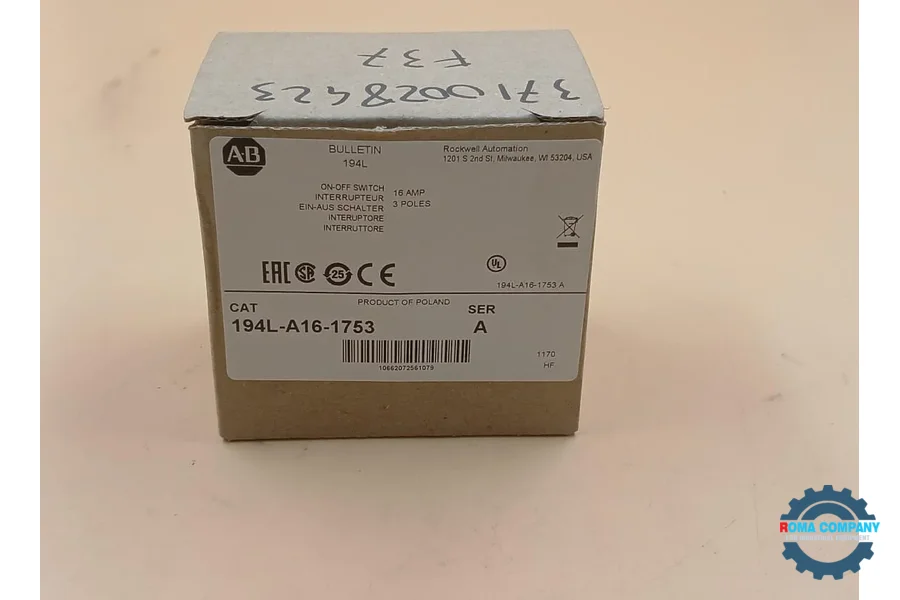 F37
3710028423
A-B
BULLETIN
194L
Rockwell Automation
1201 S 2nd St, Milwaukee, WI 53204, USA
ON-OFF SWITCH
INTERRUPTEUR
EIN-AUS SCHALTER
INTERUPTORE
INTERRUTTORE
16 AMP
3 POLES
EAC SA 25 CE
UL
194L-A16-1753 A
PRODUCT OF POLAND
CAT
194L-A16-1753
SER
A
10662072561079
1170
HF
ROMA COMPANY